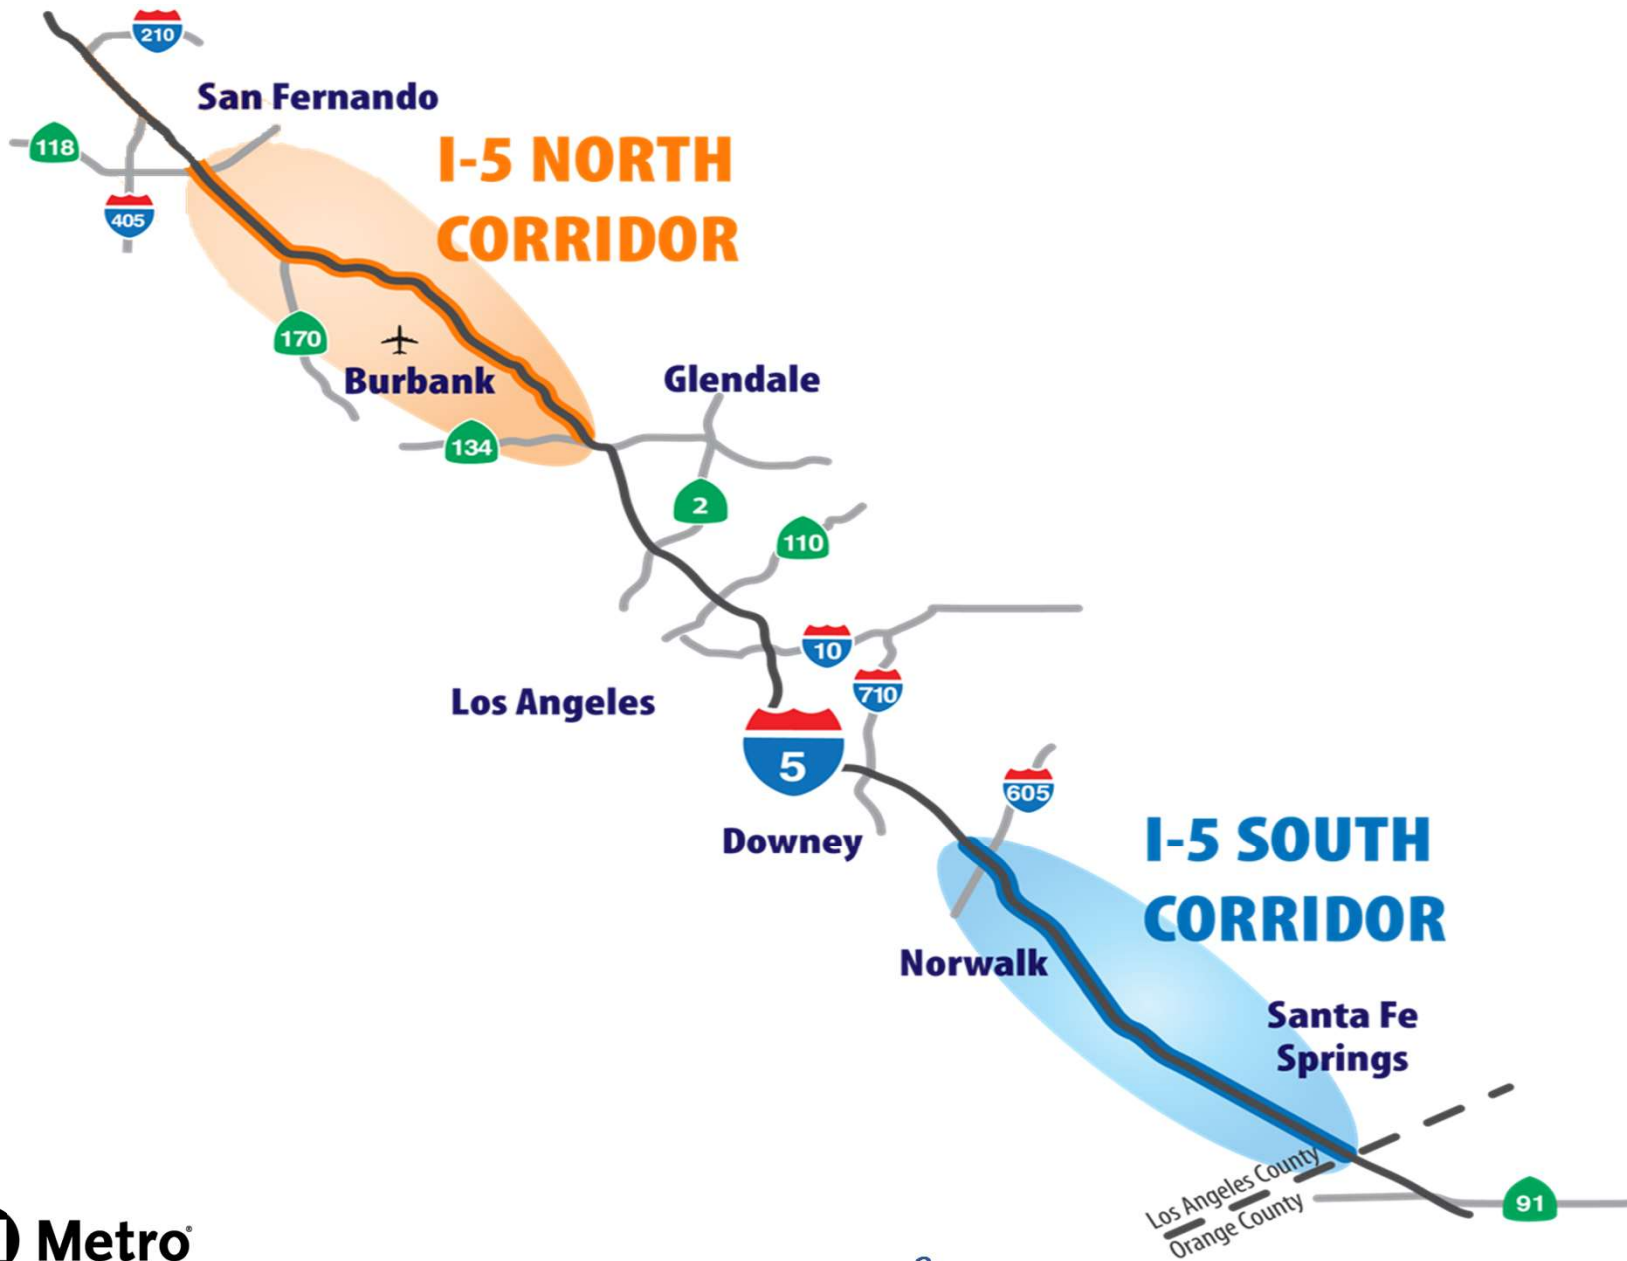 210
San Fernando
118
I-5 NORTH
CORRIDOR
405
170
Burbank
Glendale
134
2
110
10
710
Los Angeles
5
605
Downey
I-5 SOUTH
CORRIDOR
Norwalk
Santa Fe
Springs
Los Angeles County
Orange County
91
Metro